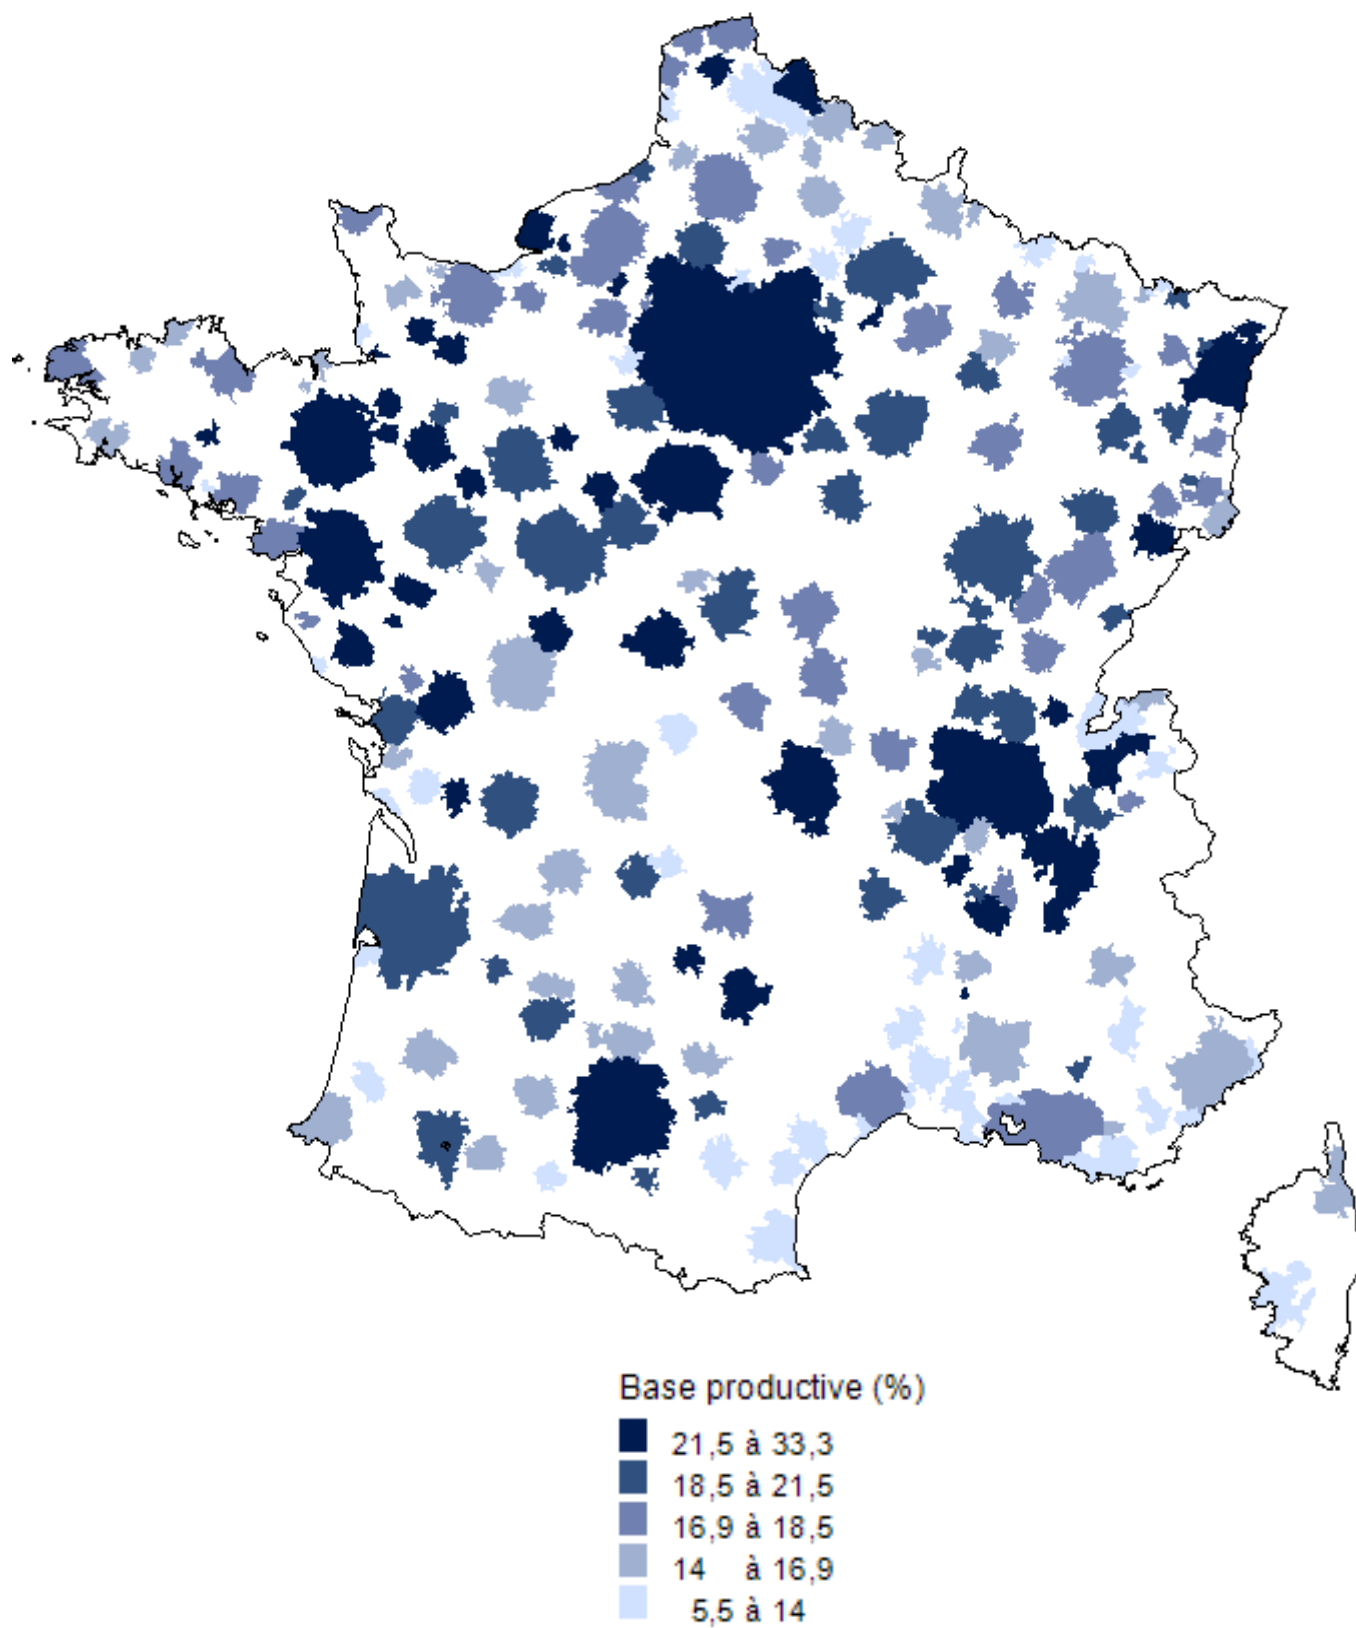 Base productive (%)
21,5 à 33,3
18,5 à 21,5
16,9 à 18,5
14 à 16,9
5,5 à 14